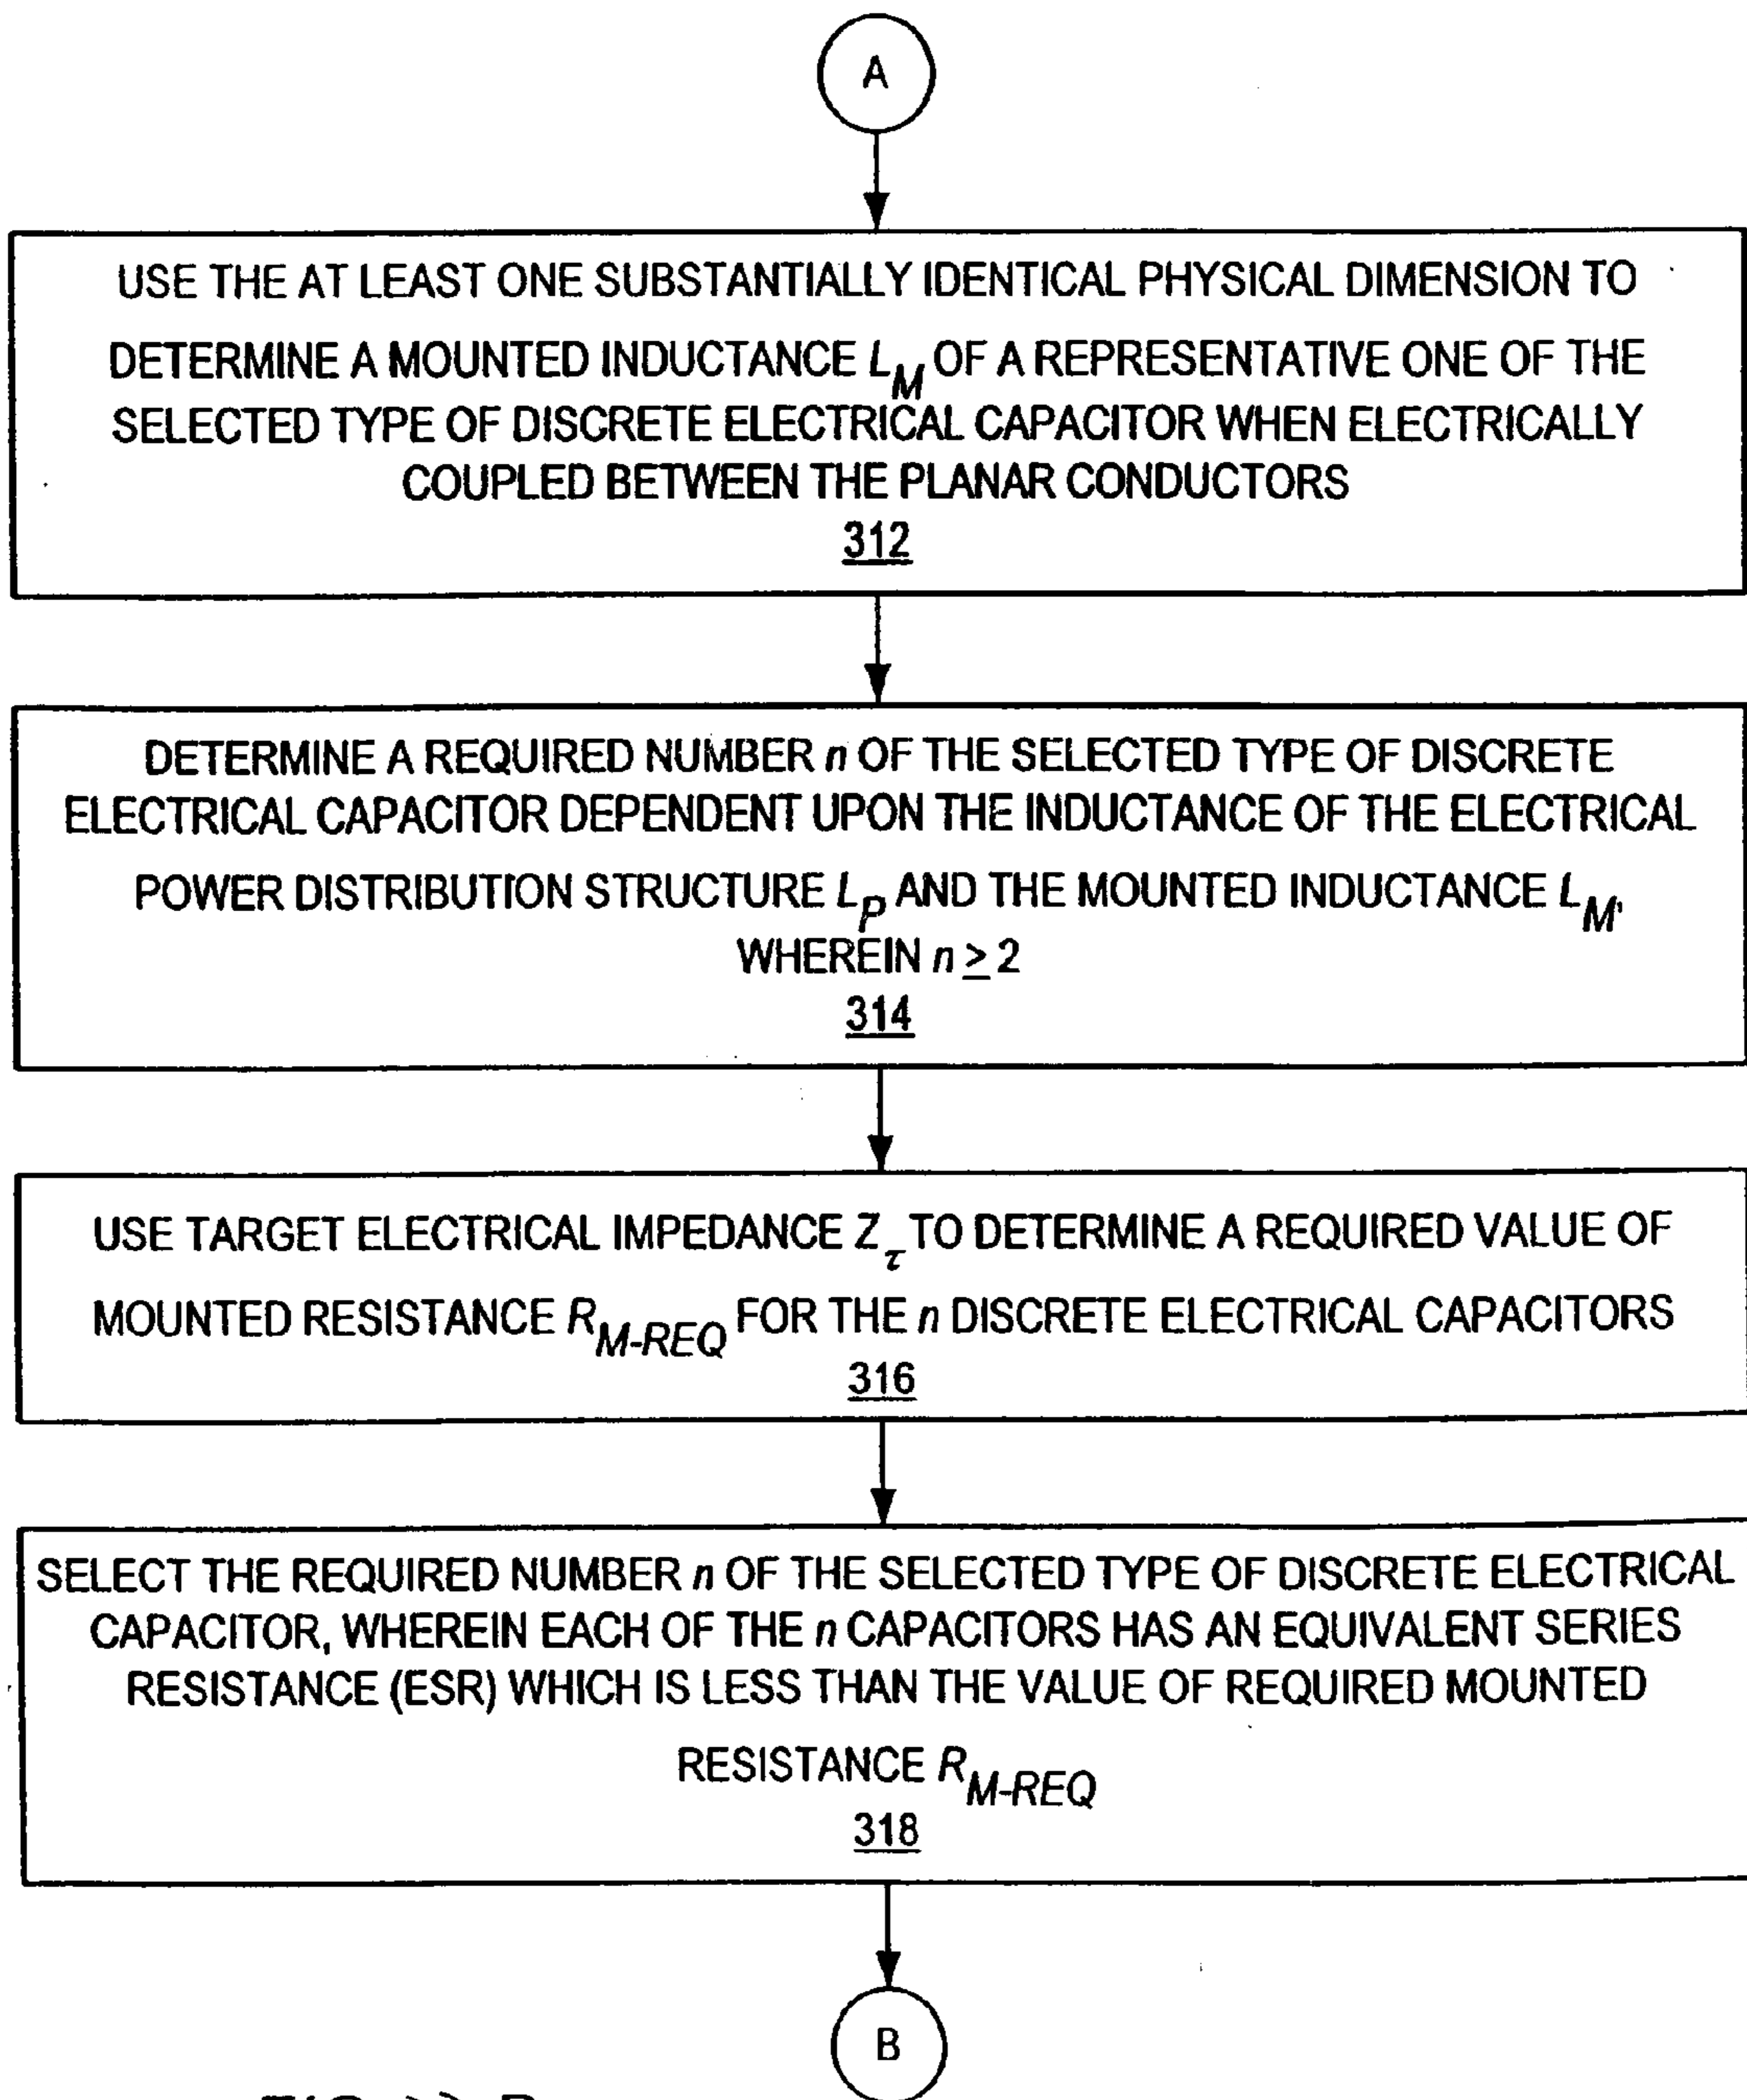 A
USE THE AT LEAST ONE SUBSTANTIALLY IDENTICAL PHYSICAL DIMENSION TO
DETERMINE A MOUNTED INDUCTANCE L_M OF A REPRESENTATIVE ONE OF THE
SELECTED TYPE OF DISCRETE ELECTRICAL CAPACITOR WHEN ELECTRICALLY
COUPLED BETWEEN THE PLANAR CONDUCTORS
312
DETERMINE A REQUIRED NUMBER n OF THE SELECTED TYPE OF DISCRETE
ELECTRICAL CAPACITOR DEPENDENT UPON THE INDUCTANCE OF THE ELECTRICAL
POWER DISTRIBUTION STRUCTURE L_P AND THE MOUNTED INDUCTANCE L_M,
WHEREIN n ≥ 2
314
USE TARGET ELECTRICAL IMPEDANCE Z_τ TO DETERMINE A REQUIRED VALUE OF
MOUNTED RESISTANCE R_M-REQ FOR THE n DISCRETE ELECTRICAL CAPACITORS
316
SELECT THE REQUIRED NUMBER n OF THE SELECTED TYPE OF DISCRETE ELECTRICAL
CAPACITOR, WHEREIN EACH OF THE n CAPACITORS HAS AN EQUIVALENT SERIES
RESISTANCE (ESR) WHICH IS LESS THAN THE VALUE OF REQUIRED MOUNTED
RESISTANCE R_M-REQ
318
B